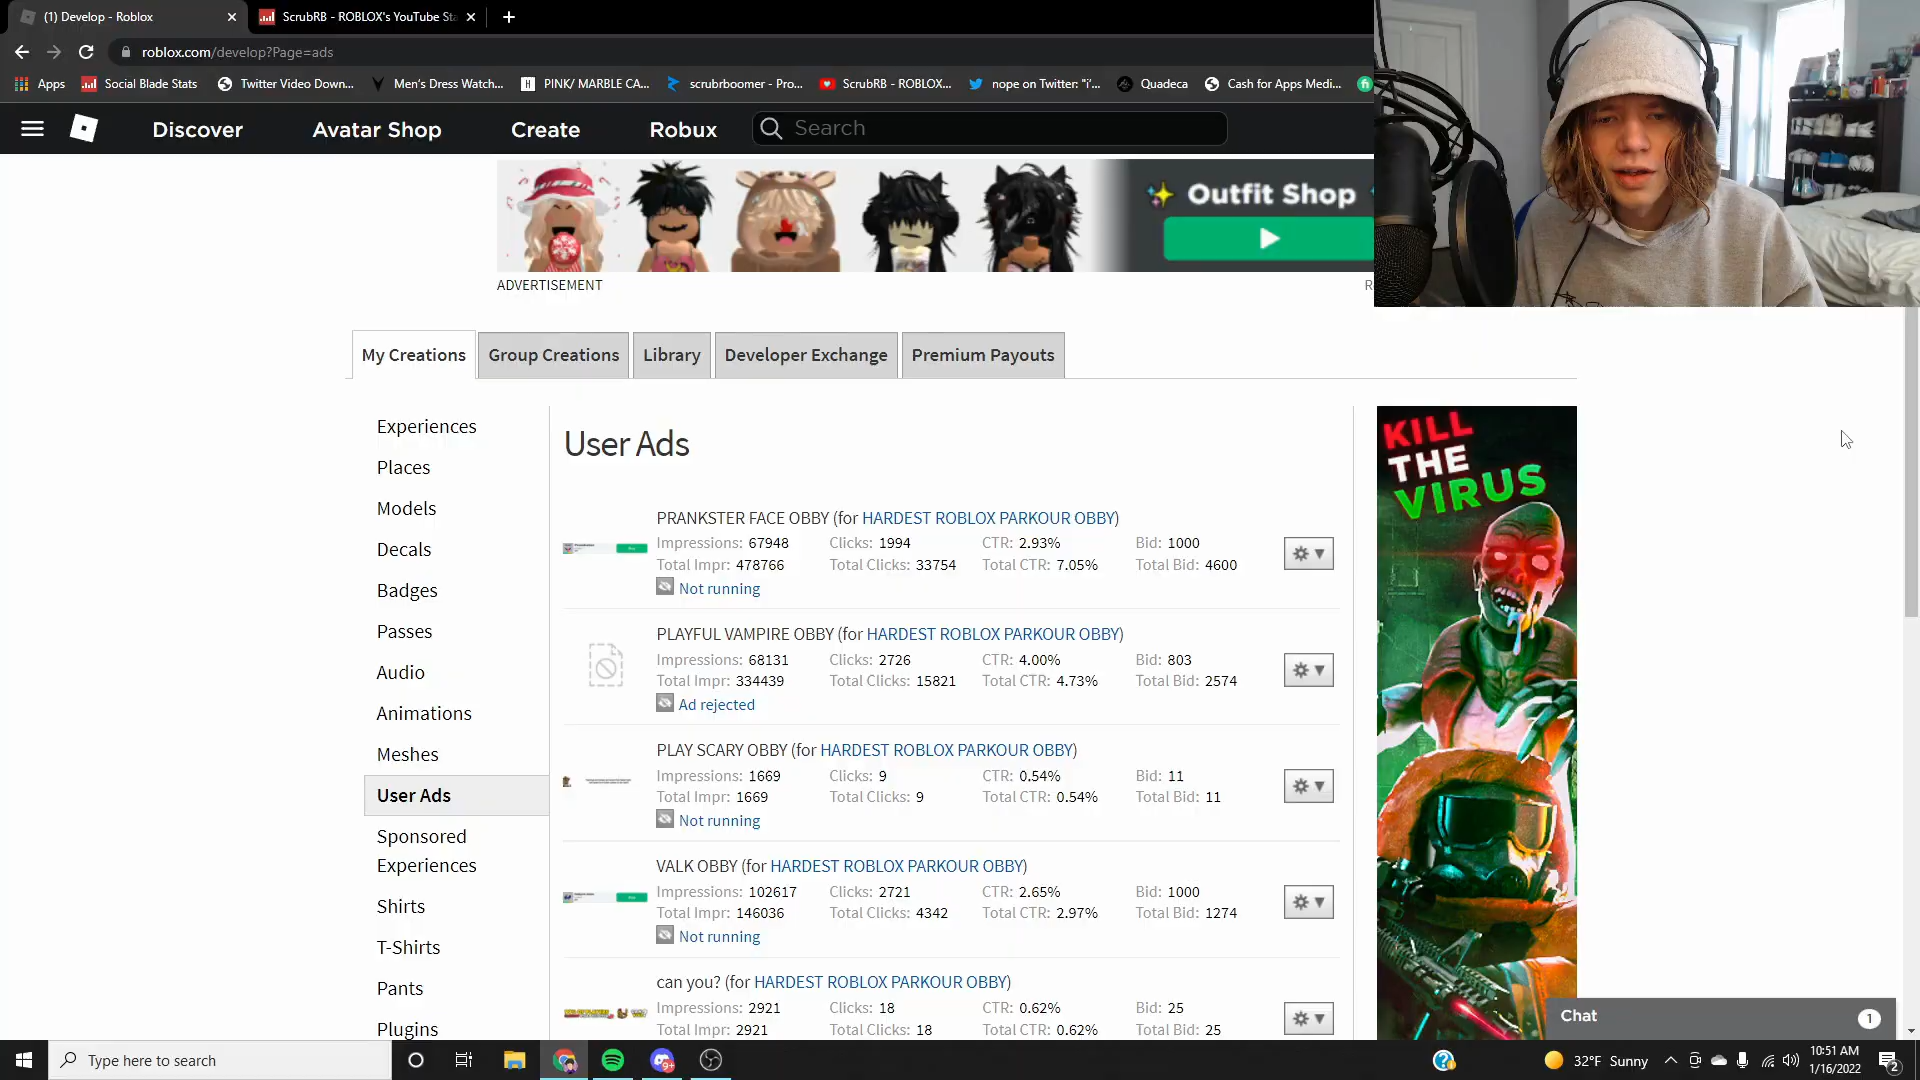 (1) Develop - Roblox
ScrubRB - ROBLOX's YouTube Sta
roblox.com/develop?Page=ads
Apps Social Blade Stats Twitter Video Down... Men's Dress Watch... PINK/ MARBLE CA... scrubrboomer - Pro... ScrubRB - ROBLOX... nope on Twitter: "i'... Quadeca Cash for Apps Medi...
Discover Avatar Shop Create Robux Search
Outfit Shop
ADVERTISEMENT
R
My Creations Group Creations Library Developer Exchange Premium Payouts
Experiences
Places
Models
Decals
Badges
Passes
Audio
Animations
Meshes
User Ads
Sponsored
Experiences
Shirts
T-Shirts
Pants
Plugins
User Ads
PRANKSTER FACE OBBY (for HARDEST ROBLOX PARKOUR OBBY)
Impressions: 67948 Clicks: 1994 CTR: 2.93% Bid: 1000
Total Impr: 478766 Total Clicks: 33754 Total CTR: 7.05% Total Bid: 4600
Not running
PLAYFUL VAMPIRE OBBY (for HARDEST ROBLOX PARKOUR OBBY)
Impressions: 68131 Clicks: 2726 CTR: 4.00% Bid: 803
Total Impr: 334439 Total Clicks: 15821 Total CTR: 4.73% Total Bid: 2574
Ad rejected
PLAY SCARY OBBY (for HARDEST ROBLOX PARKOUR OBBY)
Impressions: 1669 Clicks: 9 CTR: 0.54% Bid: 11
Total Impr: 1669 Total Clicks: 9 Total CTR: 0.54% Total Bid: 11
Not running
VALK OBBY (for HARDEST ROBLOX PARKOUR OBBY)
Impressions: 102617 Clicks: 2721 CTR: 2.65% Bid: 1000
Total Impr: 146036 Total Clicks: 4342 Total CTR: 2.97% Total Bid: 1274
Not running
can you? (for HARDEST ROBLOX PARKOUR OBBY)
Impressions: 2921 Clicks: 18 CTR: 0.62% Bid: 25
Total Impr: 2921 Total Clicks: 18 Total CTR: 0.62% Total Bid: 25
KILL
THE
VIRUS
Chat 1
Type here to search
9+
32°F Sunny
10:51 AM
1/16/2022
2